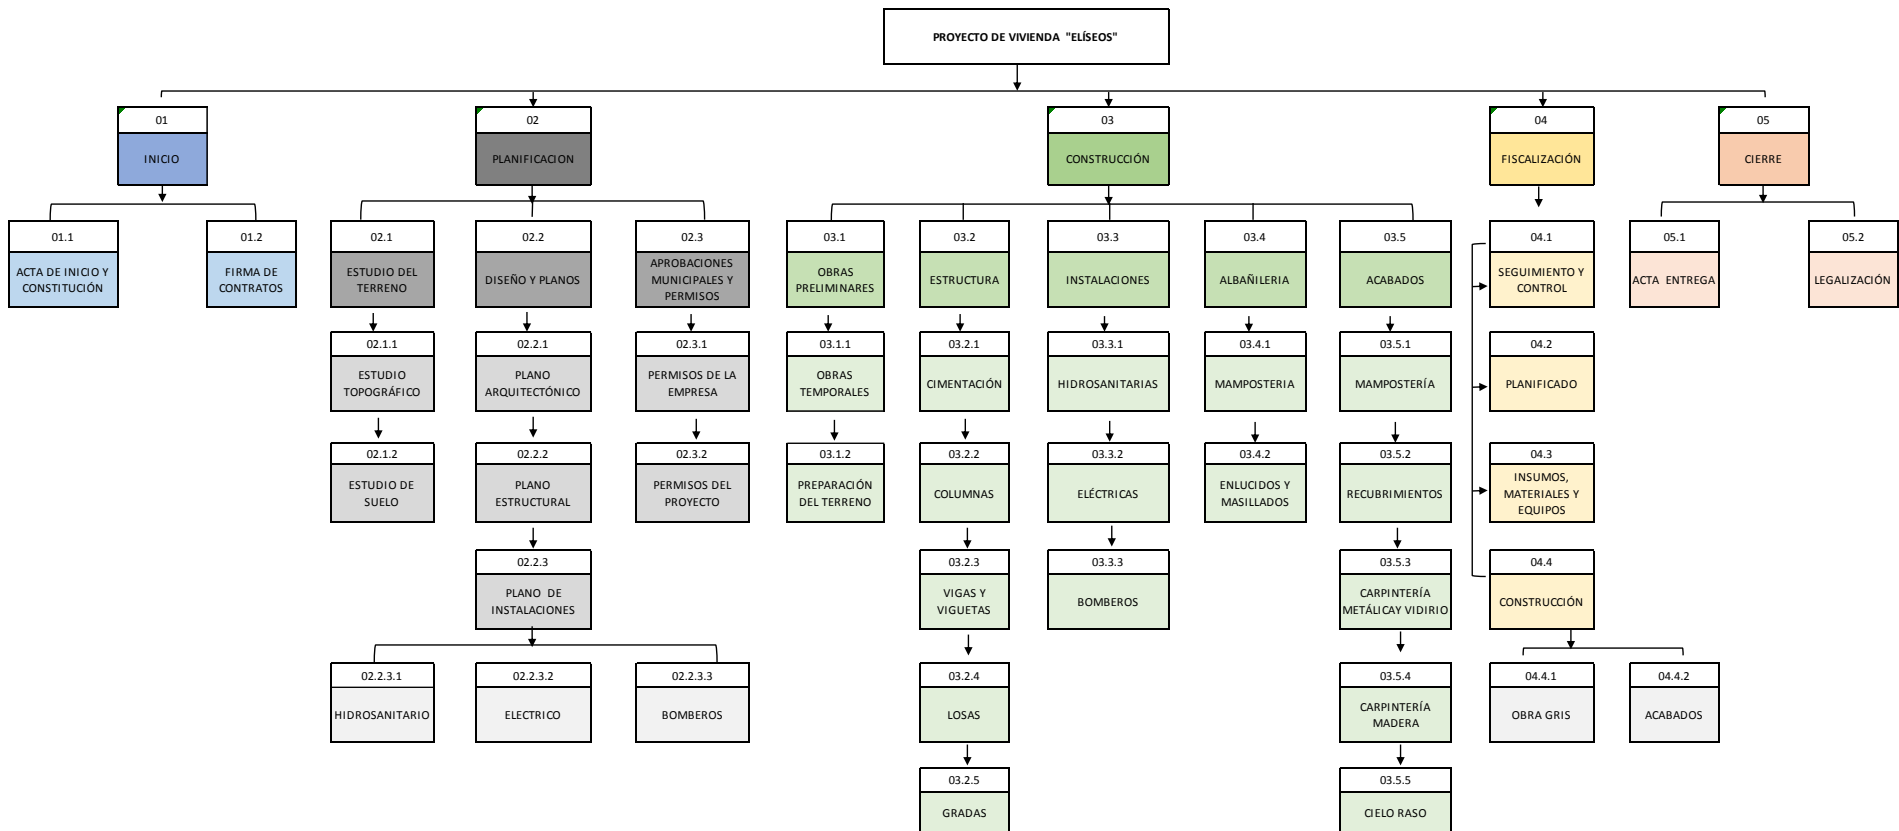 PROYECTO DE VIVIENDA "ELÍSEOS"
01
INICIO
02
PLANIFICACION
03
CONSTRUCCIÓN
04
FISCALIZACIÓN
05
CIERRE
01.1
ACTA DE INICIO Y
CONSTITUCIÓN
01.2
FIRMA DE
CONTRATOS
02.1
ESTUDIO DEL
TERRENO
02.2
DISEÑO Y PLANOS
02.3
APROBACIONES
MUNICIPALES Y
PERMISOS
03.1
OBRAS
PRELIMINARES
03.2
ESTRUCTURA
03.3
INSTALACIONES
03.4
ALBAÑILERIA
03.5
ACABADOS
04.1
SEGUIMIENTO Y
CONTROL
05.1
ACTA ENTREGA
05.2
LEGALIZACIÓN
02.1.1
ESTUDIO
TOPOGRÁFICO
02.2.1
PLANO
ARQUITECTÓNICO
02.3.1
PERMISOS DE LA
EMPRESA
03.1.1
OBRAS
TEMPORALES
03.2.1
CIMENTACIÓN
03.3.1
HIDROSANITARIAS
03.4.1
MAMPOSTERIA
03.5.1
MAMPOSTERÍA
04.2
PLANIFICADO
02.1.2
ESTUDIO DE
SUELO
02.2.2
PLANO
ESTRUCTURAL
02.3.2
PERMISOS DEL
PROYECTO
03.1.2
PREPARACIÓN
DEL TERRENO
03.2.2
COLUMNAS
03.3.2
ELÉCTRICAS
03.4.2
ENLUCIDOS Y
MASILLADOS
03.5.2
RECUBRIMIENTOS
04.3
INSUMOS,
MATERIALES Y
EQUIPOS
02.2.3
PLANO DE
INSTALACIONES
03.2.3
VIGAS Y
VIGUETAS
03.3.3
BOMBEROS
03.5.3
CARPINTERÍA
METÁLICAY VIDIRIO
04.4
CONSTRUCCIÓN
02.2.3.1
HIDROSANITARIO
02.2.3.2
ELECTRICO
02.2.3.3
BOMBEROS
03.2.4
LOSAS
03.5.4
CARPINTERÍA
MADERA
04.4.1
OBRA GRIS
04.4.2
ACABADOS
03.2.5
GRADAS
03.5.5
CIELO RASO